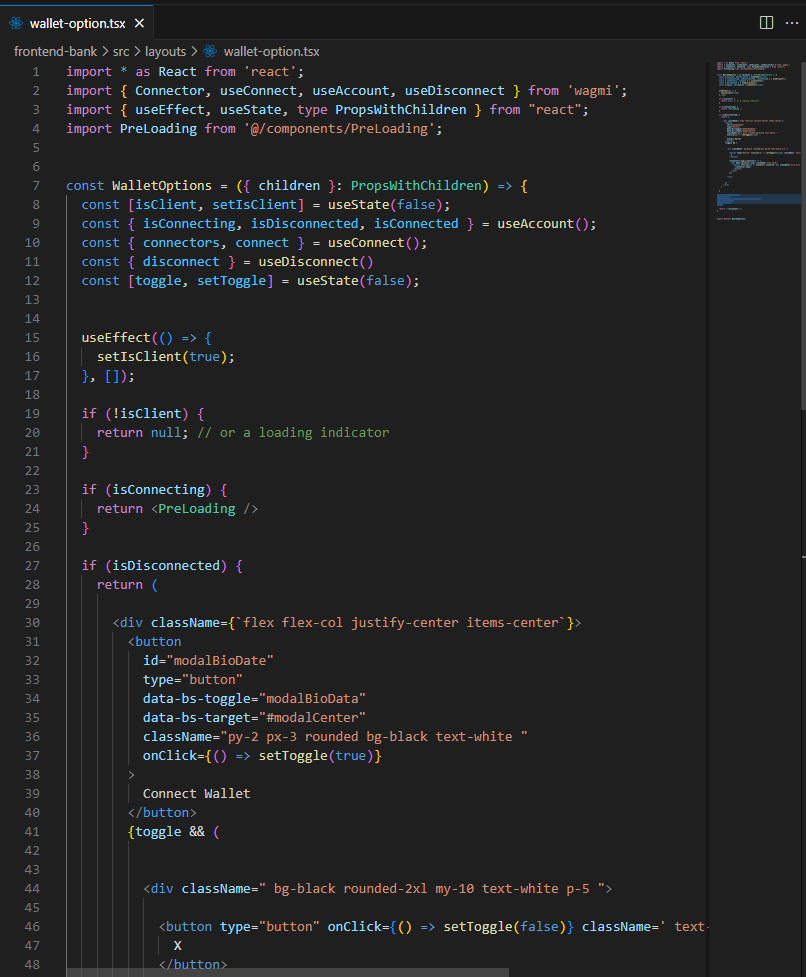 wallet-option.tsx
frontend-bank > src > layouts > wallet-option.tsx
1 import * as React from 'react';
2 import { Connector, useConnect, useAccount, useDisconnect } from 'wagmi';
3 import { useEffect, useState, type PropsWithChildren } from "react";
4 import PreLoading from '@/components/PreLoading';
5
6
7 const WalletOptions = ({ children }: PropsWithChildren) => {
8 const [isClient, setIsClient] = useState(false);
9 const { isConnecting, isDisconnected, isConnected } = useAccount();
10 const { connectors, connect } = useConnect();
11 const { disconnect } = useDisconnect()
12 const [toggle, setToggle] = useState(false);
13
14
15 useEffect(() => {
16 setIsClient(true);
17 }, []);
18
19 if (!isClient) {
20 return null; // or a loading indicator
21 }
22
23 if (isConnecting) {
24 return <PreLoading />
25 }
26
27 if (isDisconnected) {
28 return (
29
30 <div className={`flex flex-col justify-center items-center`}>
31 <button
32 id="modalBioDate"
33 type="button"
34 data-bs-toggle="modalBioData"
35 data-bs-target="#modalCenter"
36 className="py-2 px-3 rounded bg-black text-white "
37 onClick={() => setToggle(true)}
38 >
39 Connect Wallet
40 </button>
41 {toggle && (
42
43
44 <div className=" bg-black rounded-2xl my-10 text-white p-5 ">
45
46 <button type="button" onClick={() => setToggle(false)} className=' text-
47 X
48 </button>